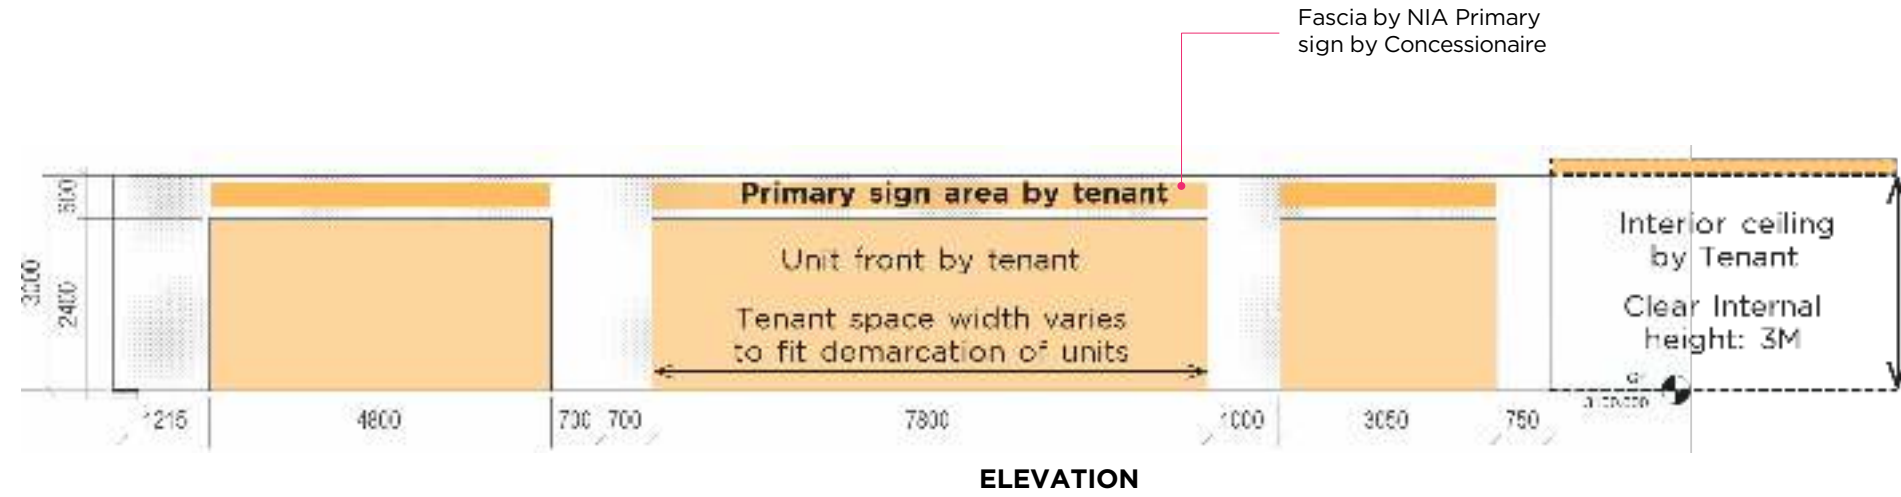 Fascia by NIA Primary
sign by Concessionaire
600
Primary sign area by tenant
3000
2400
Unit front by tenant
Tenant space width varies
to fit demarcation of units
Interior ceiling
by Tenant
Clear Internal
height: 3M
1215
4800
700
700
7800
1000
3050
750
ELEVATION